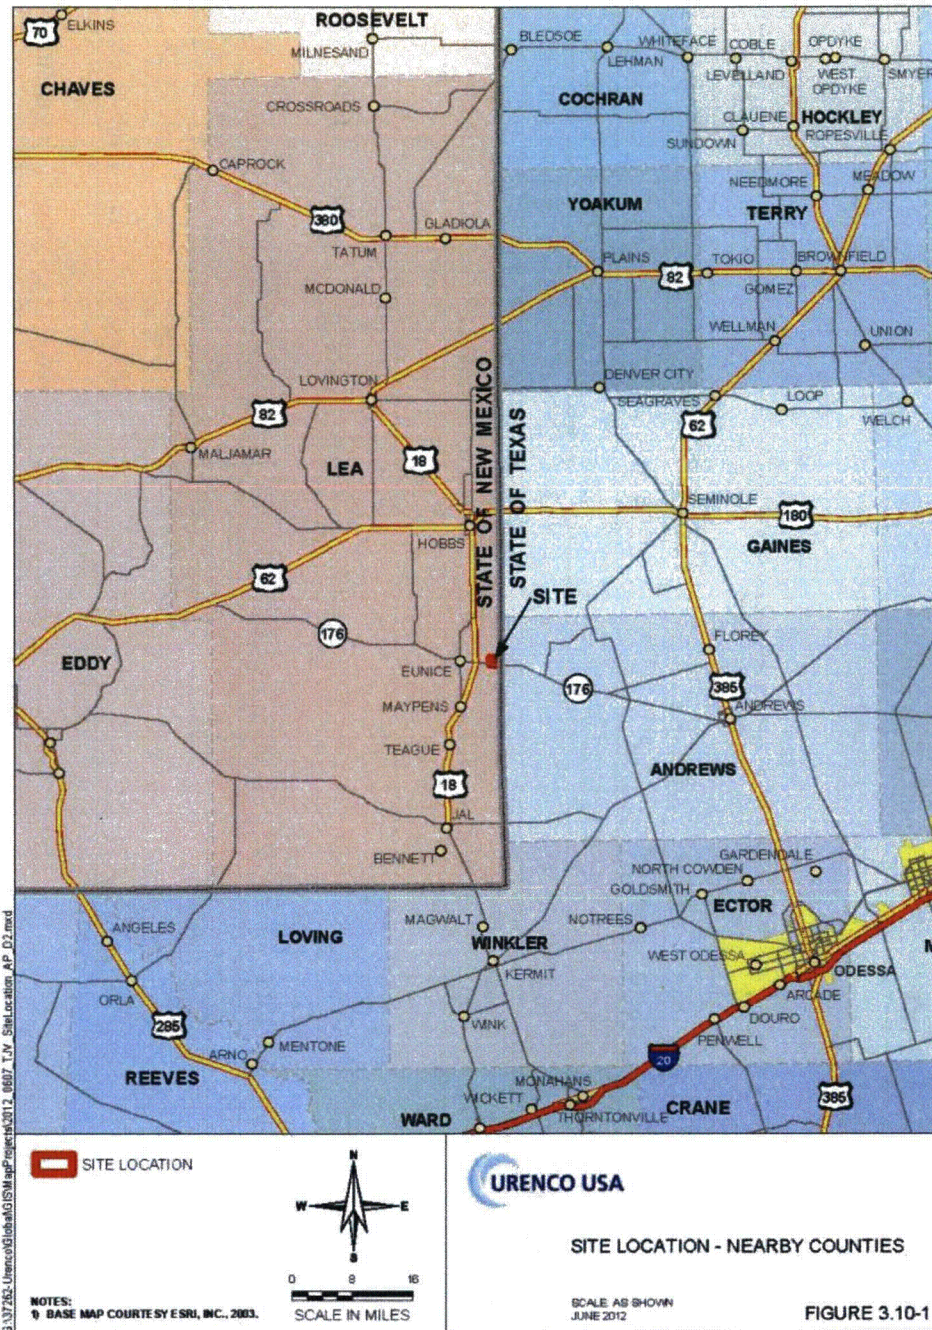 70
ELKINS
ROOSEVELT
MILNESAND
BLEDSOE
WHITEFACE
COBLE
OPDYKE
LEHMAN
LEVELLAND
WEST
OPDYKE
SMYER
CHAVES
COCHRAN
CROSSROADS
CLAUENE
HOCKLEY
SUNDOWN
ROPESVILLE
CAPROCK
NEEDMORE
MEADOW
YOAKUM
TERRY
380
GLADIOLA
TATUM
PLAINS
82
TOKIO
BROWNFIELD
GOMEZ
MCDONALD
WELLMAN
UNION
LOVINGTON
DENVER CITY
SEAGRAVES
LOOP
WELCH
82
62
MALJAMAR
LEA
18
STATE OF NEW MEXICO
STATE OF TEXAS
SEMINOLE
180
HOBBS
GAINES
62
SITE
176
FLOREY
EDDY
EUNICE
176
385
ANDREWS
MAYPENS
TEAGUE
ANDREWS
18
JAL
BENNETT
GARDENDALE
NORTH COWDEN
GOLDSMITH
ECTOR
ANGELES
LOVING
MAGWALT
NOTREES
WINKLER
M
WEST ODESSA
ODESSA
KERMIT
ORLA
ARCADE
285
WINK
DOURO
MENTONE
PENWELL
ARNO
20
REEVES
MONAHANS
WICKETT
385
WARD
THORNTONVILLE
CRANE
SITE LOCATION
N
W
E
S
URENCO USA
SITE LOCATION - NEARBY COUNTIES
0 8 16
SCALE IN MILES
NOTES:
1) BASE MAP COURTESY ESRI, INC., 2003.
SCALE AS SHOWN
JUNE 2012
FIGURE 3.10-1